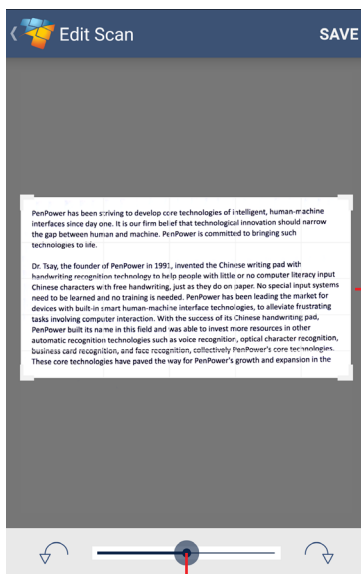 Edit Scan
SAVE
PenPower has been striving to develop core technologies of intelligent, human-machine
interfaces since day one. It is our firm belief that technological innovation should narrow
the gap between human and machine. PenPower is committed to bringing such
technologies to life.
Dr. Tsay, the founder of PenPower in 1991, invented the Chinese writing pad with
handwriting recognition technology to help people with little or no computer literacy input
Chinese characters with free handwriting, just as they do on paper. No special input systems
need to be learned and no training is needed. PenPower has been leading the market for
devices with built-in smart human-machine interface technologies, to alleviate frustrating
tasks involving computer interaction. With the success of its Chinese handwriting pad,
PenPower built its name in this field and was able to invest more resources in other
automatic recognition technologies such as voice recognition, optical character recognition,
business card recognition, and face recognition, collectively PenPower's core technologies.
These core technologies have paved the way for PenPower's growth and expansion in the